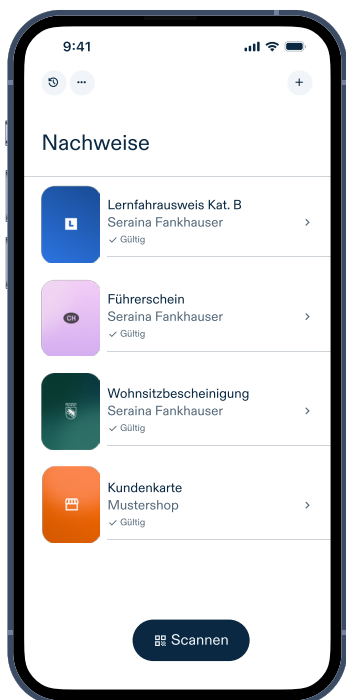 9:41
Nachweise
Lernfahrausweis Kat. B
L
Seraina Fankhauser
Gültig
Führerschein
CH
Seraina Fankhauser
Gültig
Wohnsitzbescheinigung
Seraina Fankhauser
Gültig
Kundenkarte
Mustershop
Gültig
Scannen